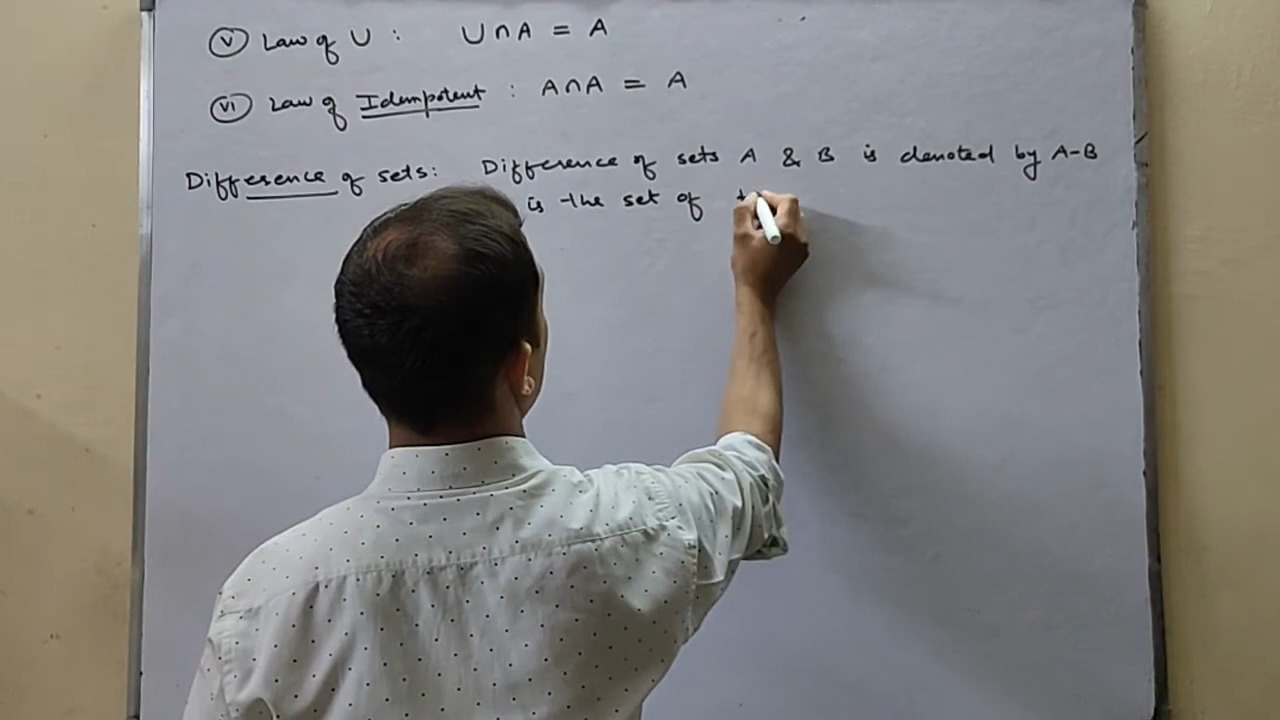 (V) Law of U : U∩A = A
(VI) Law of Idempotent : A∩A = A
Difference of sets: Difference of sets A & B is denoted by A-B
is the set of